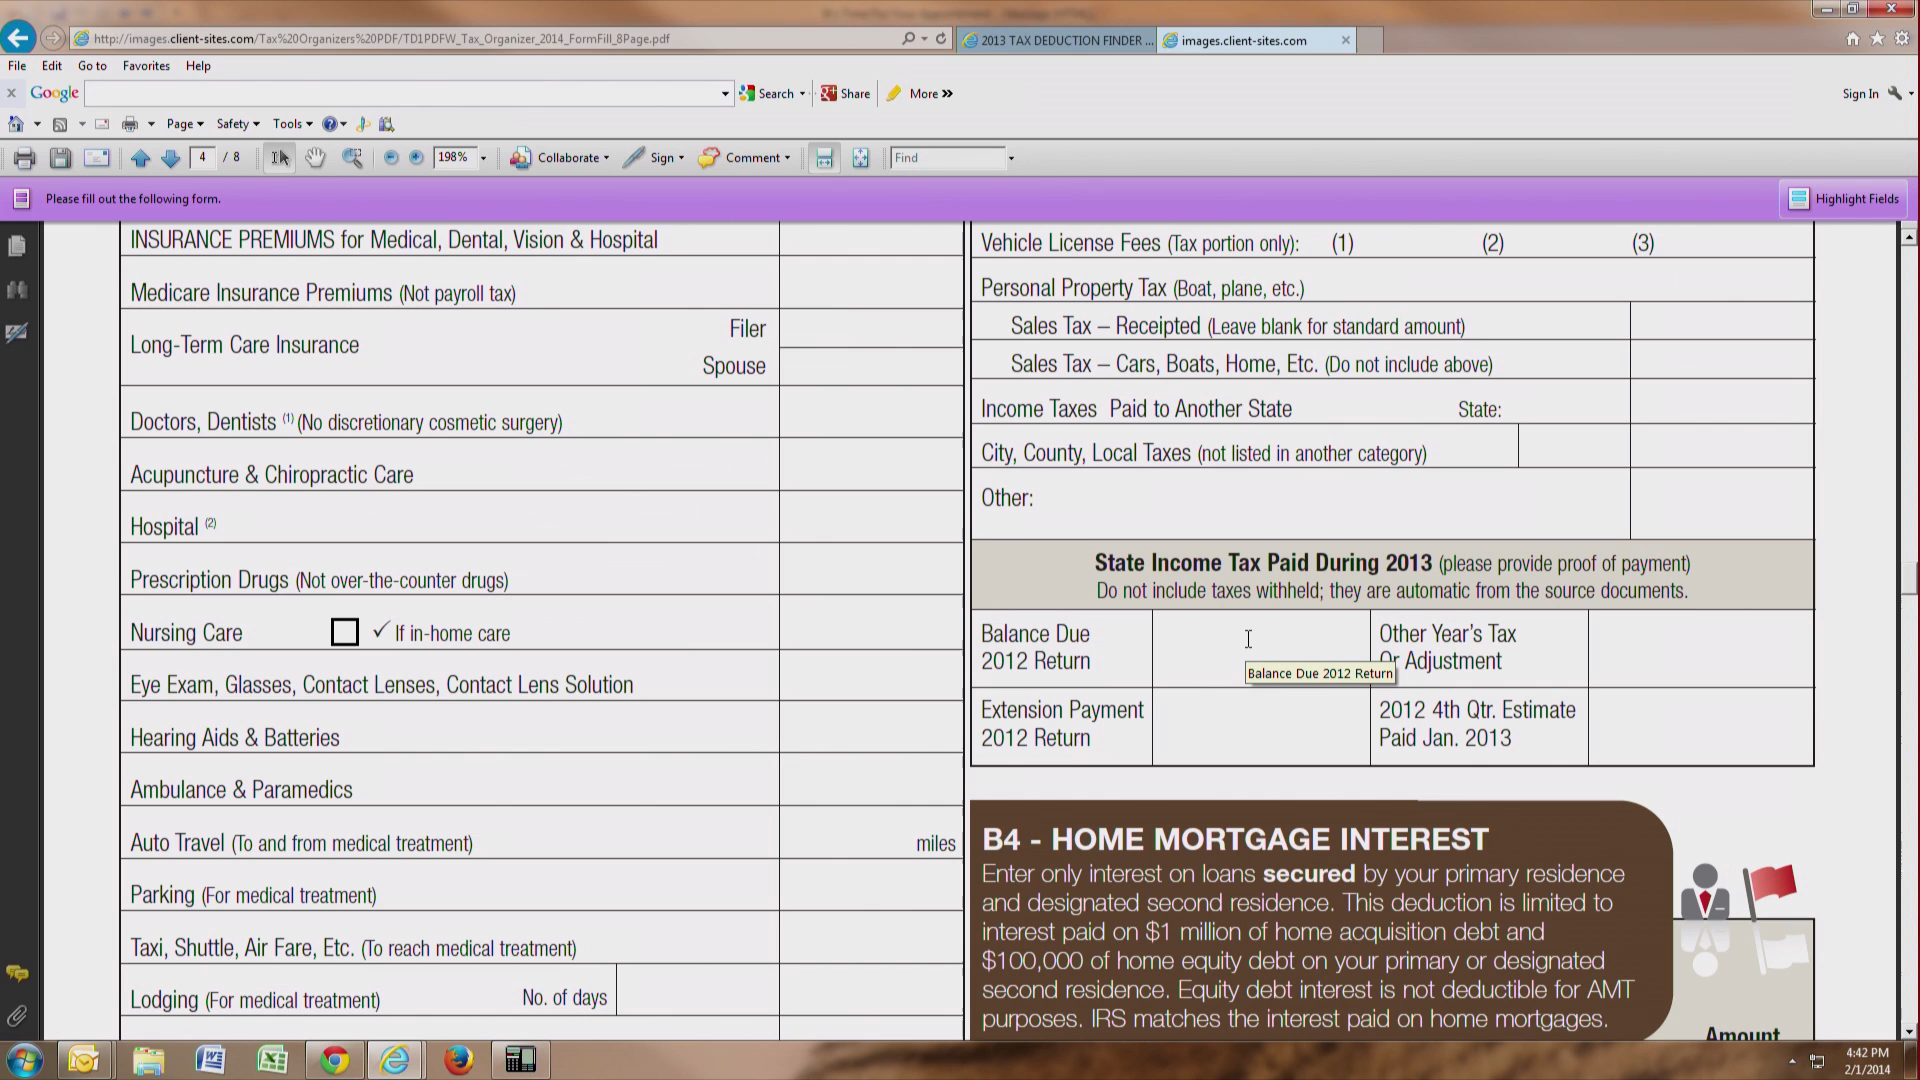 http://images.client-sites.com/Tax%20Organizers%20PDF/TD1PDFW_Tax_Organizer_2014_FormFill_8Page.pdf
2013 TAX DEDUCTION FINDER ...
images.client-sites.com
File Edit Go to Favorites Help
Google
Search
Share
More »
Sign In
Page
Safety
Tools
4 / 8
198%
Collaborate
Sign
Comment
Find
Please fill out the following form.
Highlight Fields
INSURANCE PREMIUMS for Medical, Dental, Vision & Hospital
Medicare Insurance Premiums (Not payroll tax)
Long-Term Care Insurance
Filer
Spouse
Doctors, Dentists (1) (No discretionary cosmetic surgery)
Acupuncture & Chiropractic Care
Hospital (2)
Prescription Drugs (Not over-the-counter drugs)
Nursing Care ✓ If in-home care
Eye Exam, Glasses, Contact Lenses, Contact Lens Solution
Hearing Aids & Batteries
Ambulance & Paramedics
Auto Travel (To and from medical treatment) miles
Parking (For medical treatment)
Taxi, Shuttle, Air Fare, Etc. (To reach medical treatment)
Lodging (For medical treatment) No. of days
Vehicle License Fees (Tax portion only): (1) (2) (3)
Personal Property Tax (Boat, plane, etc.)
Sales Tax – Receipted (Leave blank for standard amount)
Sales Tax – Cars, Boats, Home, Etc. (Do not include above)
Income Taxes Paid to Another State State:
City, County, Local Taxes (not listed in another category)
Other:
State Income Tax Paid During 2013 (please provide proof of payment)
Do not include taxes withheld; they are automatic from the source documents.
Balance Due
2012 Return
Other Year's Tax
Or Adjustment
Balance Due 2012 Return
Extension Payment
2012 Return
2012 4th Qtr. Estimate
Paid Jan. 2013
B4 - HOME MORTGAGE INTEREST
Enter only interest on loans secured by your primary residence
and designated second residence. This deduction is limited to
interest paid on $1 million of home acquisition debt and
$100,000 of home equity debt on your primary or designated
second residence. Equity debt interest is not deductible for AMT
purposes. IRS matches the interest paid on home mortgages.
Amount
4:42 PM
2/1/2014